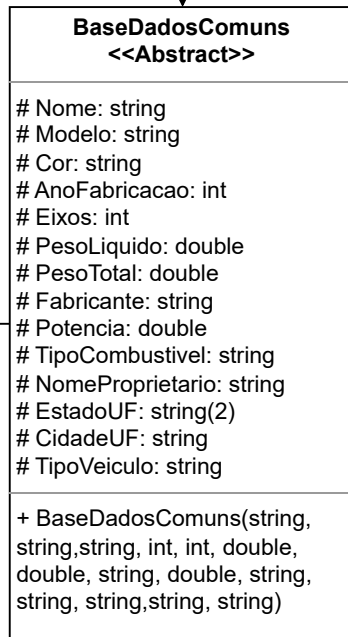 BaseDadosComuns
<<Abstract>>
# Nome: string
# Modelo: string
# Cor: string
# AnoFabricacao: int
# Eixos: int
# PesoLiquido: double
# PesoTotal: double
# Fabricante: string
# Potencia: double
# TipoCombustivel: string
# NomeProprietario: string
# EstadoUF: string(2)
# CidadeUF: string
# TipoVeiculo: string
+ BaseDadosComuns(string,
string,string, int, int, double,
double, string, double, string,
string, string,string, string)